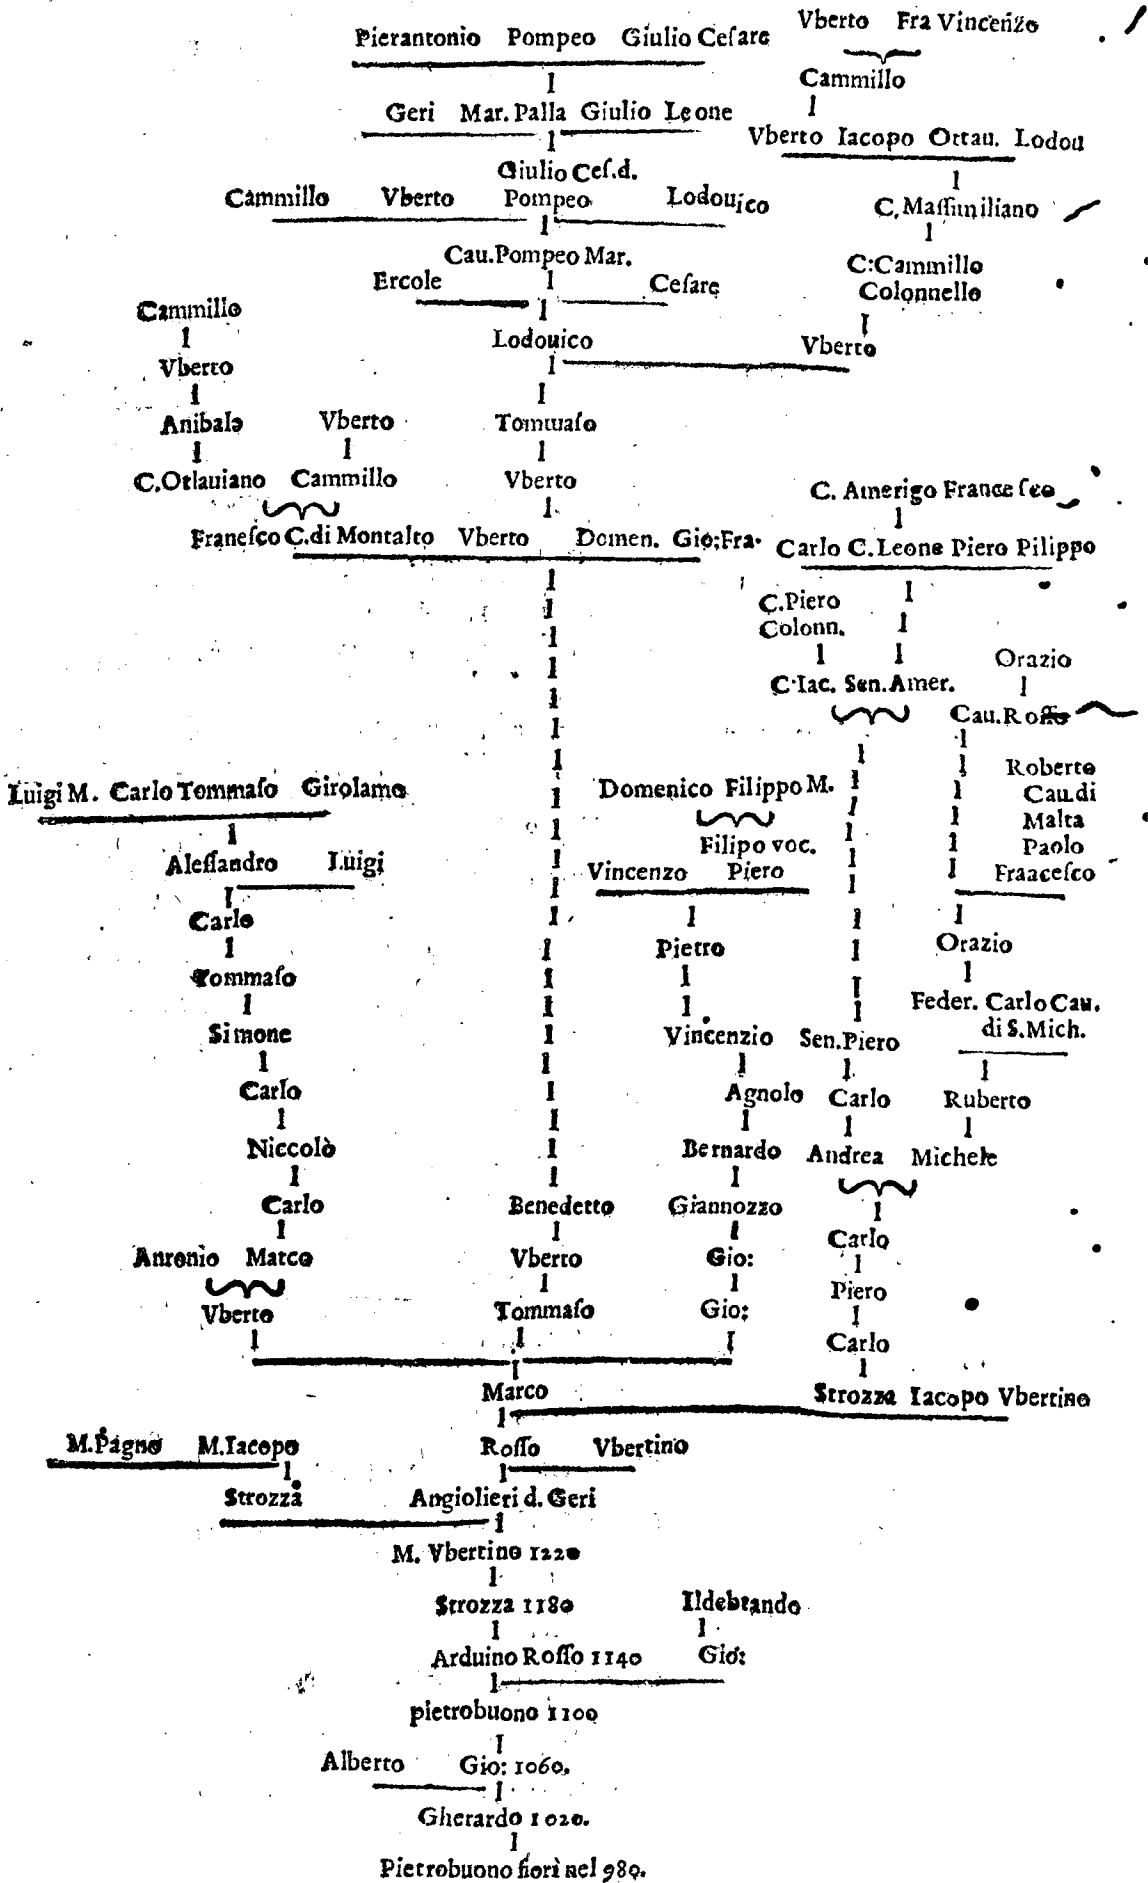 Vberto Fra Vincenzo
Pierantonio Pompeo Giulio Ceſare
Cammillo
Geri Mar. Palla Giulio Leone
Vberto Iacopo Ottau. Lodou
Giulio Ceſ.d.
Cammillo Vberto Pompeo Lodouico
C. Maſſimiliano
Cau. Pompeo Mar.
C: Cammillo
Ercole Ceſare
Colonnello
Cammillo
Lodouico Vberto
Vberto
Anibale Vberto Tommaſo
C. Ottauiano Cammillo Vberto
C. Amerigo Franceſco
Franeſco C. di Montalto Vberto Domen. Gio: Fra.
Carlo C. Leone Piero Pilippo
C. Piero
Colonn.
Orazio
C. Iac. Sen. Amer.
Cau. Roſſo
Roberto
Luigi M. Carlo Tommaſo Girolamo
Domenico Filippo M.
Cau. di
Malta
Filipo voc.
Paolo
Aleſſandro Luigi
Vincenzo Piero
Fraaceſco
Carlo
Pietro Orazio
Tommaſo
Feder. Carlo Cau.
di S. Mich.
Simone
Vincenzio Sen. Piero
Carlo
Agnolo Carlo Ruberto
Niccolò
Bernardo Andrea Michele
Carlo
Benedetto Giannozzo
Carlo
Anronio Marco
Vberto Gio:
Piero
Vberto
Tommaſo Gio:
Carlo
Marco
Strozza Iacopo Vbertino
M. Pagno M. Iacopo
Roſſo Vbertino
Strozza
Angiolieri d. Geri
M. Vbertino 1220
Strozza 1180 Ildebrando
Arduino Roſſo 1140 Gio:
pietrobuono 1100
Alberto Gio: 1060.
Gherardo 1020.
Pietrobuono fiorì nel 980.